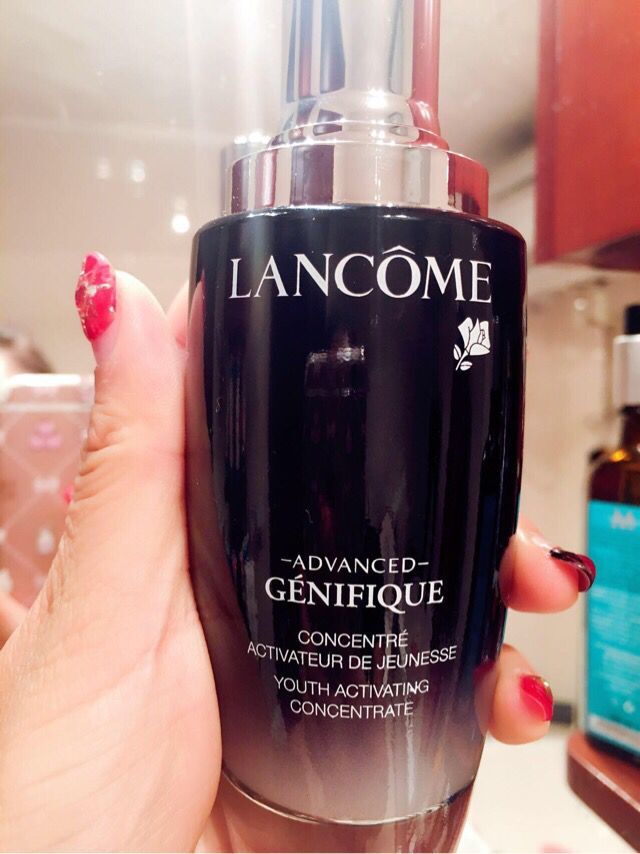 LANCÔME
–ADVANCED–
GÉNIFIQUE
CONCENTRÉ
ACTIVATEUR DE JEUNESSE
YOUTH ACTIVATING
CONCENTRATE